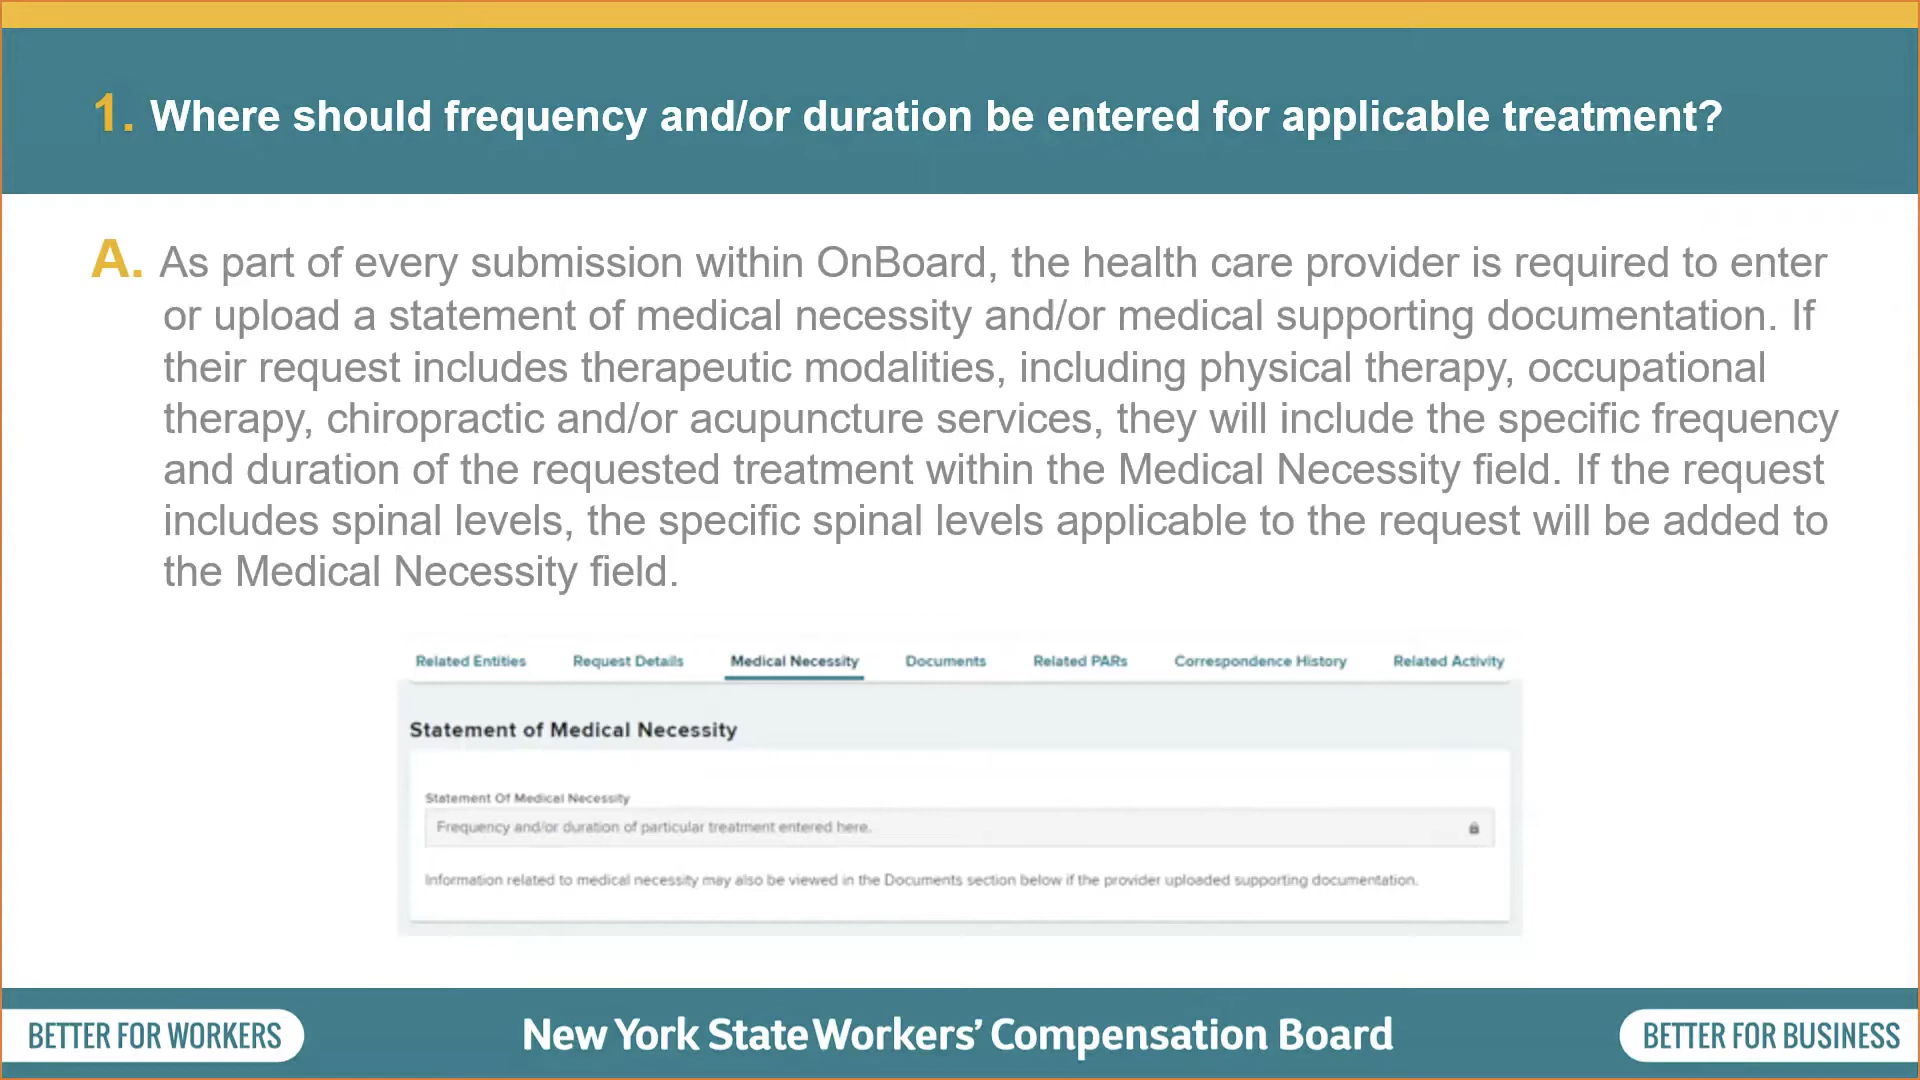 1. Where should frequency and/or duration be entered for applicable treatment?
A. As part of every submission within OnBoard, the health care provider is required to enter
or upload a statement of medical necessity and/or medical supporting documentation. If
their request includes therapeutic modalities, including physical therapy, occupational
therapy, chiropractic and/or acupuncture services, they will include the specific frequency
and duration of the requested treatment within the Medical Necessity field. If the request
includes spinal levels, the specific spinal levels applicable to the request will be added to
the Medical Necessity field.
Related Entities Request Details Medical Necessity Documents Related PARs Correspondence History Related Activity
Statement of Medical Necessity
Statement Of Medical Necessity
Frequency and/or duration of particular treatment entered here.
Information related to medical necessity may also be viewed in the Documents section below if the provider uploaded supporting documentation.
BETTER FOR WORKERS New York State Workers' Compensation Board BETTER FOR BUSINESS